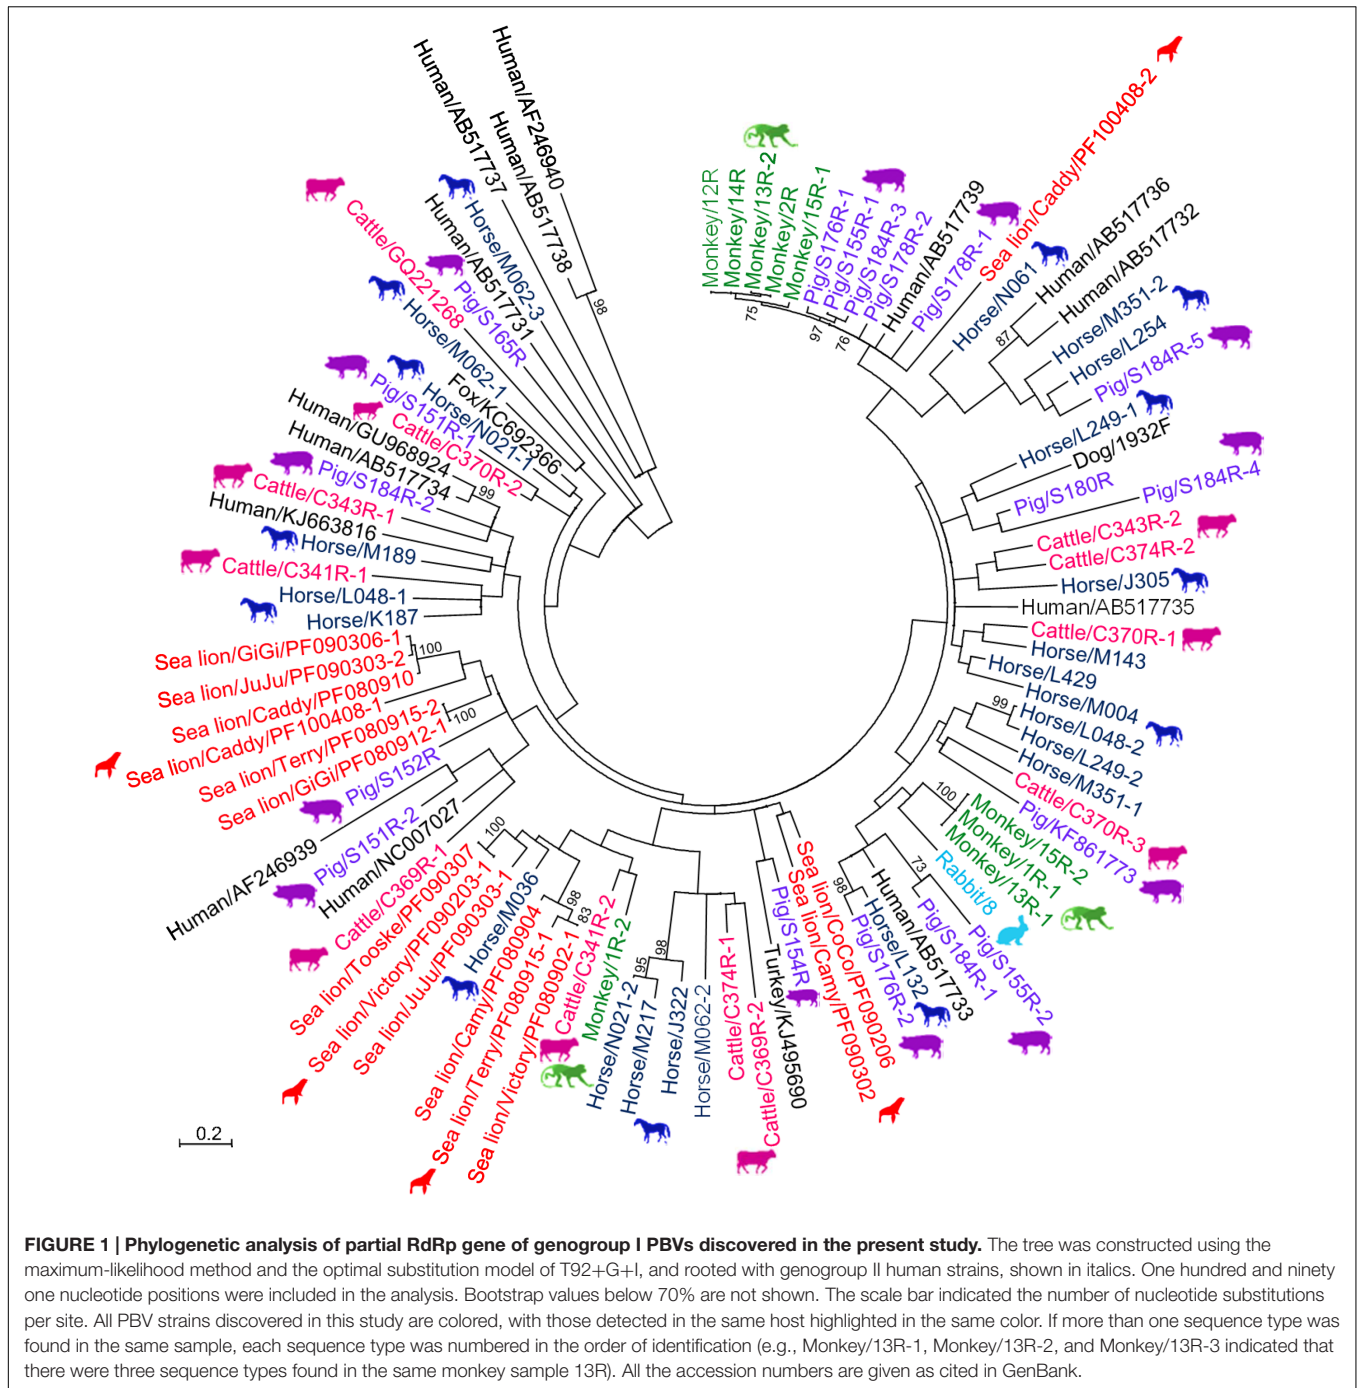 Human/AF246940
Human/AB517738
Human/AB517737
Horse/M062-3
Human/AB517731
Pig/S165R
Cattle/GQ221268
Horse/M062-1
Fox/KC692366
Horse/N021-1
Pig/S151R-1
Cattle/C370R-2
Human/GU968924
Human/AB517734
Pig/S184R-2
Cattle/C343R-1
Human/KJ663816
Horse/M189
Cattle/C341R-1
Horse/L048-1
Horse/K187
Sea lion/GiGi/PF090306-1
Sea lion/JuJu/PF090303-2
Sea lion/Caddy/PF080910
Sea lion/Caddy/PF100408-1
Sea lion/Terry/PF080915-2
Sea lion/GiGi/PF080912-1
Pig/S152R
Human/AF246939
Pig/S151R-2
Human/NC007027
Cattle/C369R-1
Sea lion/Tooske/PF090307
Sea lion/Victory/PF090203-1
Sea lion/JuJu/PF090303-1
Horse/M036
Sea lion/Camy/PF080904
Sea lion/Terry/PF080915-1
Sea lion/Victory/PF080902-1
Cattle/C341R-2
Monkey/1R-2
Horse/N021-2
Horse/M217
Horse/J322
Horse/M062-2
Cattle/C374R-1
Cattle/C369R-2
Turkey/KJ495690
Pig/S154R
Sea lion/Camy/PF090302
Sea lion/CoCo/PF090206
Pig/S176R-2
Horse/L132
Human/AB517733
Pig/S184R-1
Pig/S155R-2
Rabbit/8
Monkey/13R-1
Monkey/1R-1
Monkey/15R-2
Pig/KF861773
Cattle/C370R-3
Horse/M351-1
Horse/L249-2
Horse/L048-2
Horse/M004
Horse/L429
Horse/M143
Cattle/C370R-1
Human/AB517735
Horse/J305
Cattle/C374R-2
Cattle/C343R-2
Pig/S184R-4
Pig/S180R
Dog/1932F
Horse/L249-1
Pig/S184R-5
Horse/L254
Horse/M351-2
Human/AB517732
Human/AB517736
Horse/N061
Sea lion/Caddy/PF100408-2
Pig/S178R-1
Human/AB517739
Pig/S178R-2
Pig/S184R-3
Pig/S155R-1
Pig/S176R-1
Monkey/15R-1
Monkey/2R
Monkey/13R-2
Monkey/14R
Monkey/12R
98
99
100
100
100
98
83
95
98
98
73
100
99
87
76
97
75
0.2
FIGURE 1 | Phylogenetic analysis of partial RdRp gene of genogroup I PBVs discovered in the present study. The tree was constructed using the
maximum-likelihood method and the optimal substitution model of T92+G+I, and rooted with genogroup II human strains, shown in italics. One hundred and ninety
one nucleotide positions were included in the analysis. Bootstrap values below 70% are not shown. The scale bar indicated the number of nucleotide substitutions
per site. All PBV strains discovered in this study are colored, with those detected in the same host highlighted in the same color. If more than one sequence type was
found in the same sample, each sequence type was numbered in the order of identification (e.g., Monkey/13R-1, Monkey/13R-2, and Monkey/13R-3 indicated that
there were three sequence types found in the same monkey sample 13R). All the accession numbers are given as cited in GenBank.